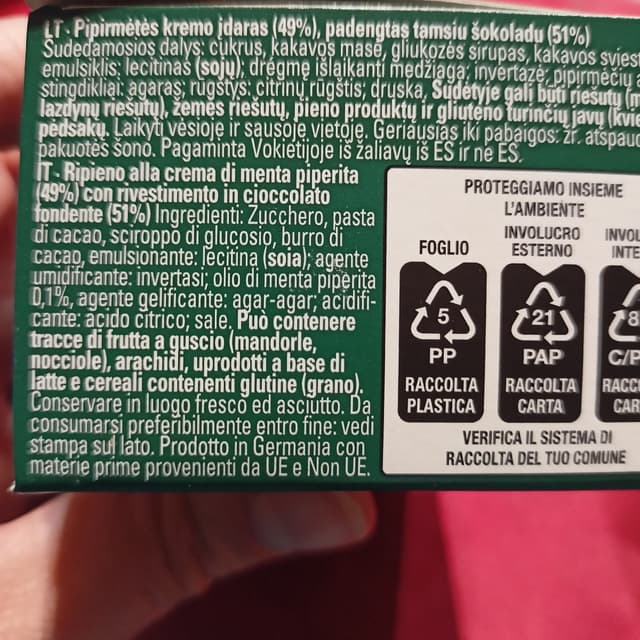 LT - Pipirmėtės kremo įdaras (49%), padengtas tamsiu šokoladu (51%)
Sudedamosios dalys: cukrus, kakavos masė, gliukozės sirupas, kakavos
emulsiklis: lecitinas (sojų), drėgmę išlaikanti medžiaga: invertazė, pipirmėčių
stingdikliai: agaras; rūgštys: citrinų rūgštis; druska, Sudėtyje gali būti riešutų
lazdynų riešutų), žemės riešutų, pieno produktų ir gliuteno turinčių javų
pėdsakų. Laikyti vėsioje ir sausoje vietoje. Geriausias iki pabaigos: žr.
pakuotės šono. Pagaminta Vokietijoje iš žaliavų iš ES ir ne ES.
IT - Ripieno alla crema di menta piperita
(49%) con rivestimento in cioccolato
fondente (51%) Ingredienti: Zucchero, pasta
di cacao, sciroppo di glucosio, burro di
cacao, emulsionante: lecitina (soia); agente
umidificante: invertasi; olio di menta piperita
0,1%, agente gelificante: agar-agar; acidifi-
cante: acido citrico; sale. Può contenere
tracce di frutta a guscio (mandorle,
nocciole), arachidi, uprodotti a base di
latte e cereali contenenti glutine (grano).
Conservare in luogo fresco ed asciutto. Da
consumarsi preferibilmente entro fine: vedi
stampa sul lato. Prodotto in Germania con
materie prime provenienti da UE e Non UE.
PROTEGGIAMO INSIEME
L'AMBIENTE
FOGLIO
5
PP
RACCOLTA
PLASTICA
INVOLUCRO
ESTERNO
21
PAP
RACCOLTA
CARTA
VERIFICA IL SISTEMA DI
RACCOLTA DEL TUO COMUNE